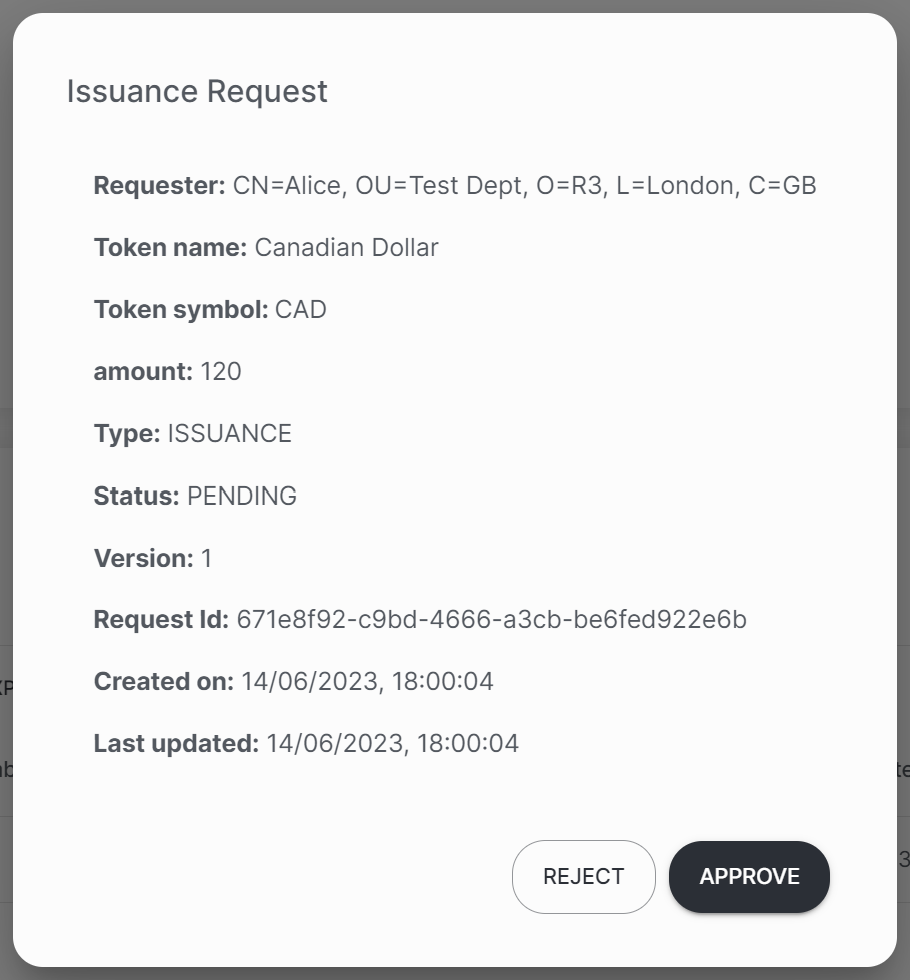 Issuance Request
Requester: CN=Alice, OU=Test Dept, O=R3, L=London, C=GB
Token name: Canadian Dollar
Token symbol: CAD
amount: 120
Type: ISSUANCE
Status: PENDING
Version: 1
Request Id: 671e8f92-c9bd-4666-a3cb-be6fed922e6b
Created on: 14/06/2023, 18:00:04
Last updated: 14/06/2023, 18:00:04
REJECT APPROVE